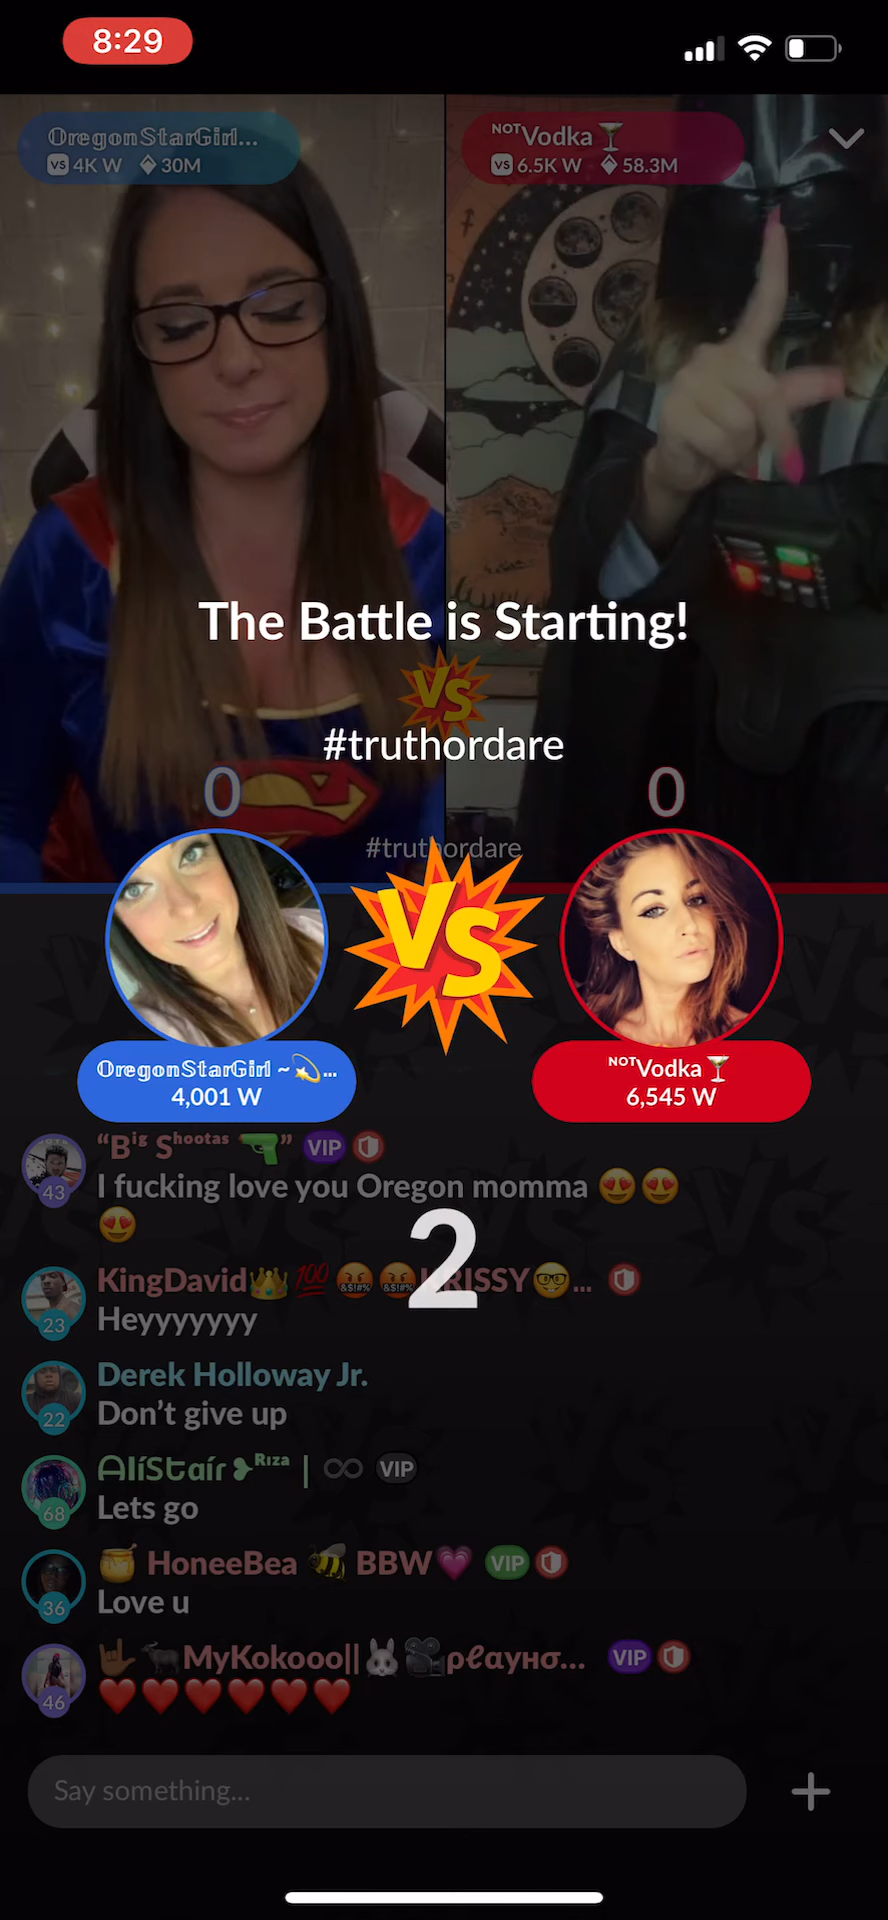 8:29
OregonStarGirl...
VS 4K W 30M
NOTVodka🍸
VS 6.5K W 58.3M
The Battle is Starting!
VS
#truthordare
0
0
#truthordare
VS
OregonStarGirl ~💫...
4,001 W
NOTVodka🍸
6,545 W
“Big Shootas 🔫” VIP
43
I fucking love you Oregon momma 😍😍
😍
2
KingDavid👑💯🤬🤬KRISSY🤓...
23
Heyyyyyyy
Derek Holloway Jr.
22
Don’t give up
AlíStaír ❥Rıza | ♾ VIP
68
Lets go
🍯 HoneeBea 🐝 BBW💗 VIP
36
Love u
🤟🏽🐃MyKokooo||🐰🎥ρℓαунσ... VIP
46
❤️❤️❤️❤️❤️❤️
Say something...